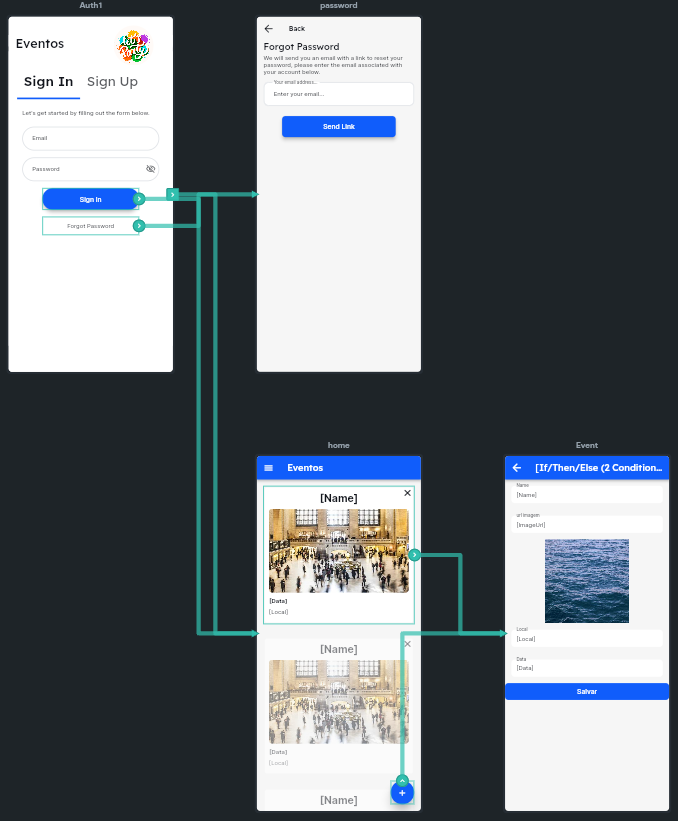 Auth1
Eventos
Sign In
Sign Up
Let's get started by filling out the form below.
Email
Password
Sign In
Forgot Password
password
Back
Forgot Password
We will send you an email with a link to reset your
password, please enter the email associated with
your account below.
Your email address...
Enter your email...
Send Link
home
Eventos
[Name]
[Data]
[Local]
[Name]
[Data]
[Local]
[Name]
Event
[If/Then/Else (2 Condition...
Name
[Name]
url imagem
[ImageUrl]
Local
[Local]
Data
[Data]
Salvar